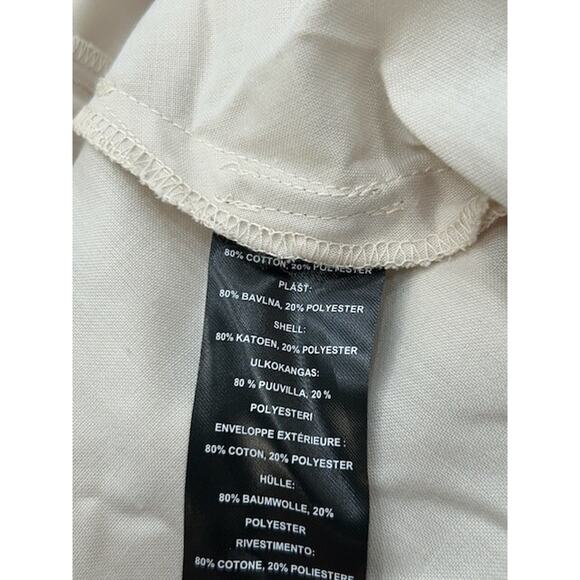 80% COTTON, 20% POLYESTER
PLÁŠŤ:
80% BAVLNA, 20% POLYESTER
SHELL:
80% KATOEN, 20% POLYESTER
ULKOKANGAS:
80 % PUUVILLA, 20 %
POLYESTERI
ENVELOPPE EXTÉRIEURE :
80% COTON, 20% POLYESTER
HÜLLE:
80% BAUMWOLLE, 20%
POLYESTER
RIVESTIMENTO:
80% COTONE, 20% POLIESTERE